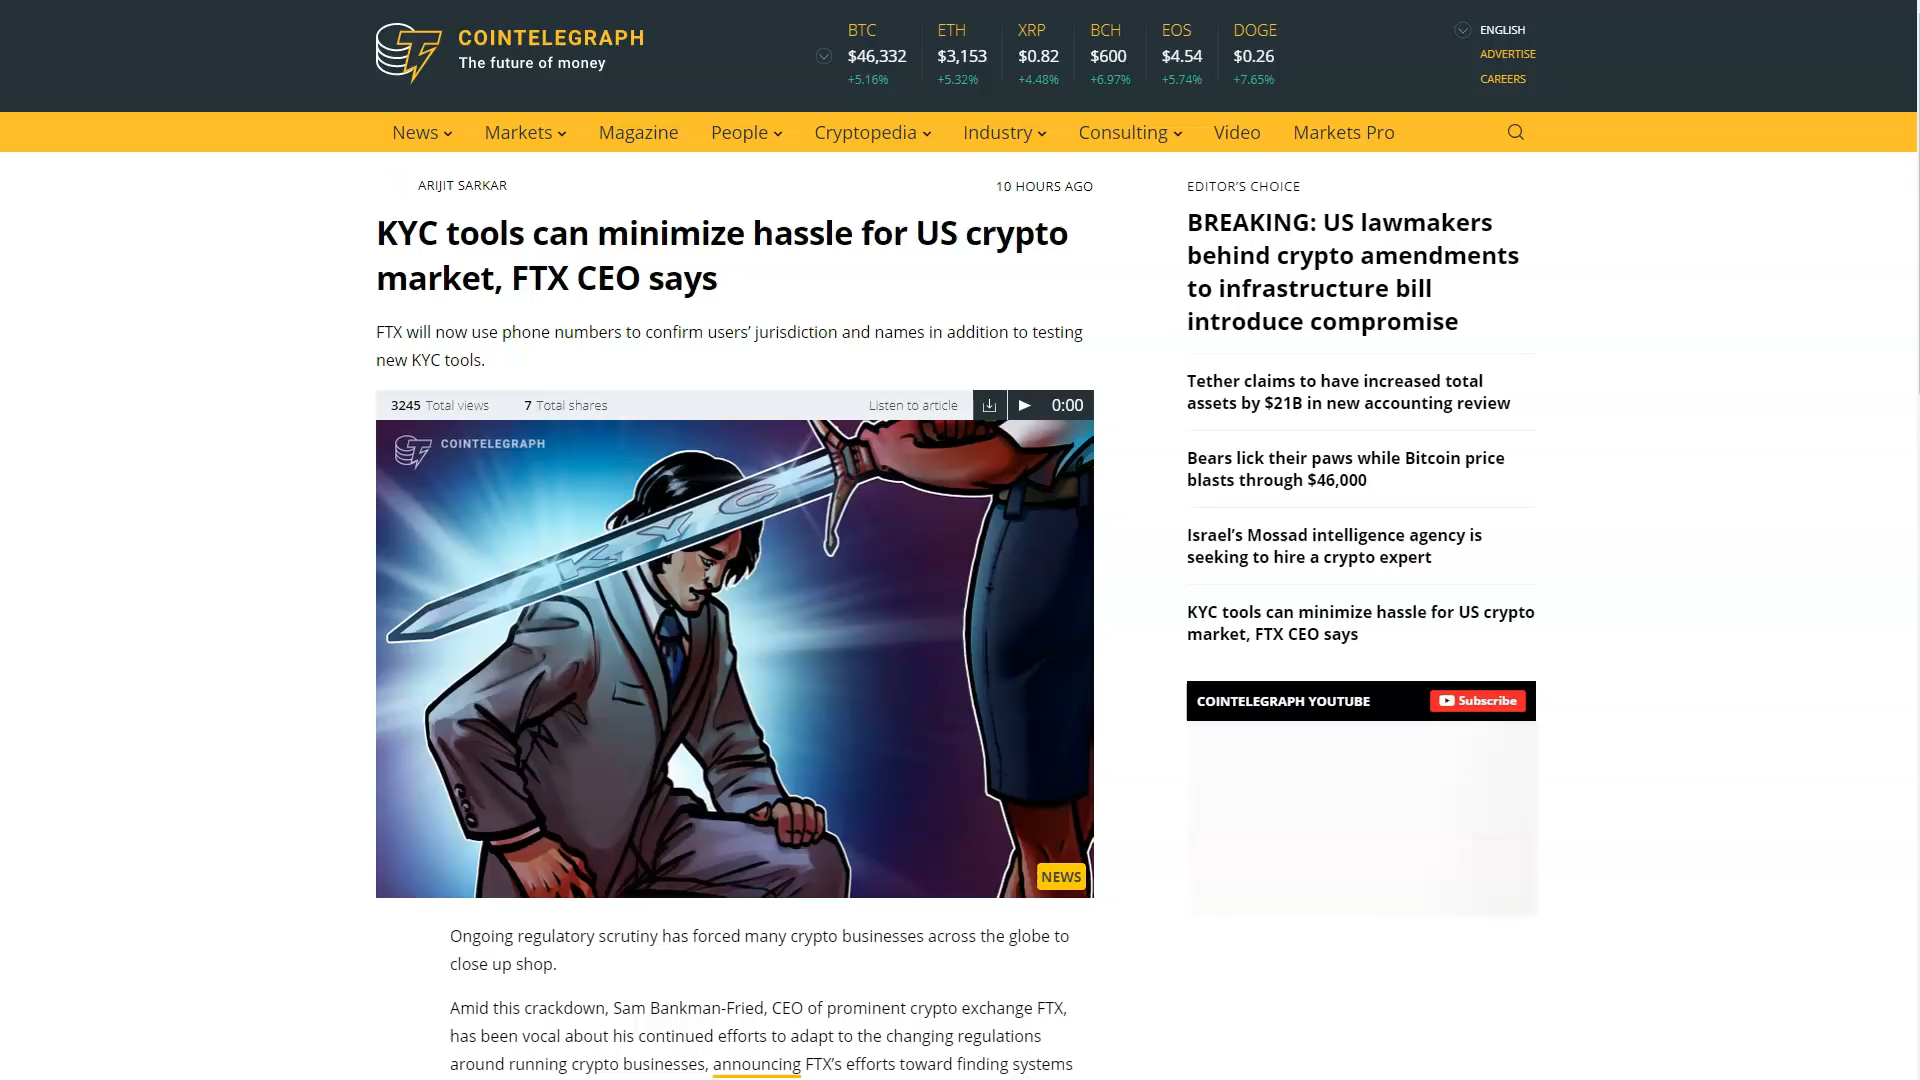 COINTELEGRAPH
The future of money
BTC
$46,332
+5.16%
ETH
$3,153
+5.32%
XRP
$0.82
+4.48%
BCH
$600
+6.97%
EOS
$4.54
+5.74%
DOGE
$0.26
+7.65%
ENGLISH
ADVERTISE
CAREERS
News Markets Magazine People Cryptopedia Industry Consulting Video Markets Pro
ARIJIT SARKAR
10 HOURS AGO
KYC tools can minimize hassle for US crypto
market, FTX CEO says
FTX will now use phone numbers to confirm users’ jurisdiction and names in addition to testing
new KYC tools.
3245 Total views 7 Total shares Listen to article 0:00
COINTELEGRAPH
KYC
NEWS
Ongoing regulatory scrutiny has forced many crypto businesses across the globe to
close up shop.
Amid this crackdown, Sam Bankman-Fried, CEO of prominent crypto exchange FTX,
has been vocal about his continued efforts to adapt to the changing regulations
around running crypto businesses, announcing FTX’s efforts toward finding systems
EDITOR’S CHOICE
BREAKING: US lawmakers
behind crypto amendments
to infrastructure bill
introduce compromise
Tether claims to have increased total
assets by $21B in new accounting review
Bears lick their paws while Bitcoin price
blasts through $46,000
Israel’s Mossad intelligence agency is
seeking to hire a crypto expert
KYC tools can minimize hassle for US crypto
market, FTX CEO says
COINTELEGRAPH YOUTUBE
Subscribe